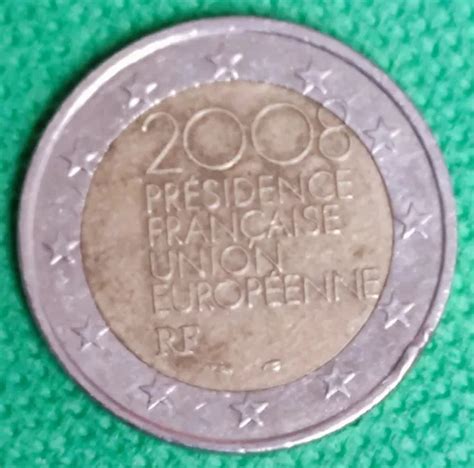 2008
PRÉSIDENCE
FRANÇAISE
UNION
EUROPÉENNE
RF